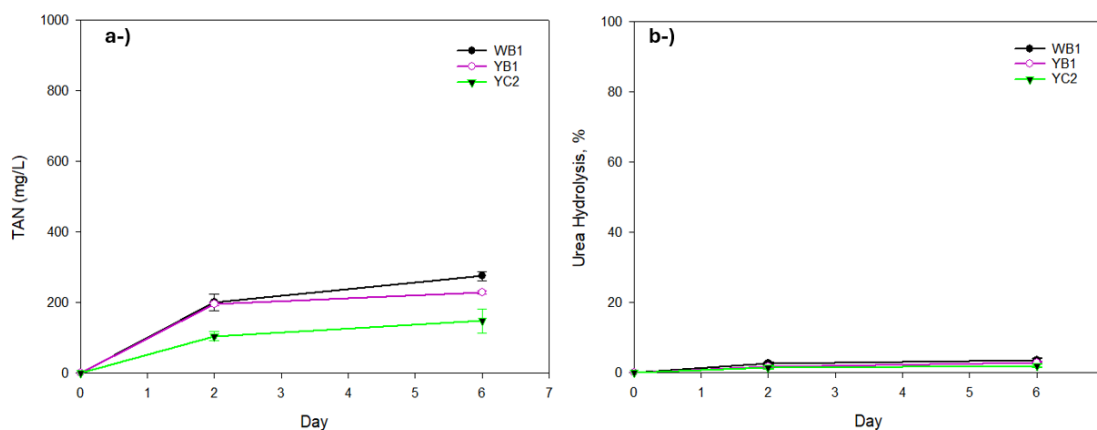 a-)
WB1
YB1
YC2
1000
800
600
400
200
0
TAN (mg/L)
0 1 2 3 4 5 6 7
Day
b-)
WB1
YB1
YC2
100
80
60
40
20
0
Urea Hydrolysis, %
0 1 2 3 4 5 6
Day